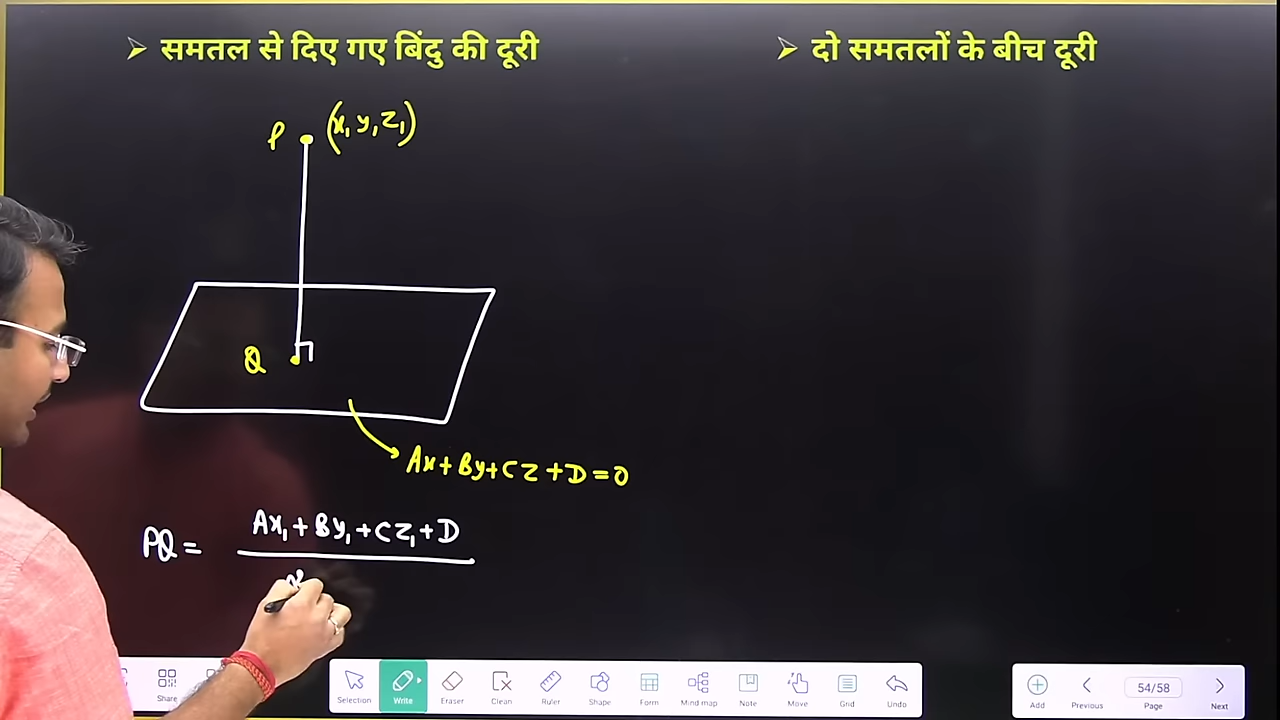 ➤ समतल से दिए गए बिंदु की दूरी
➤ दो समतलों के बीच दूरी
P (x₁ y₁ z₁)
Q
Ax+By+Cz+D=0
Ax₁+By₁+Cz₁+D
PQ =
Share
Selection
Write
Eraser
Clean
Ruler
Shape
Form
Mind map
Note
Move
Grid
Undo
Add
Previous
54/58
Page
Next